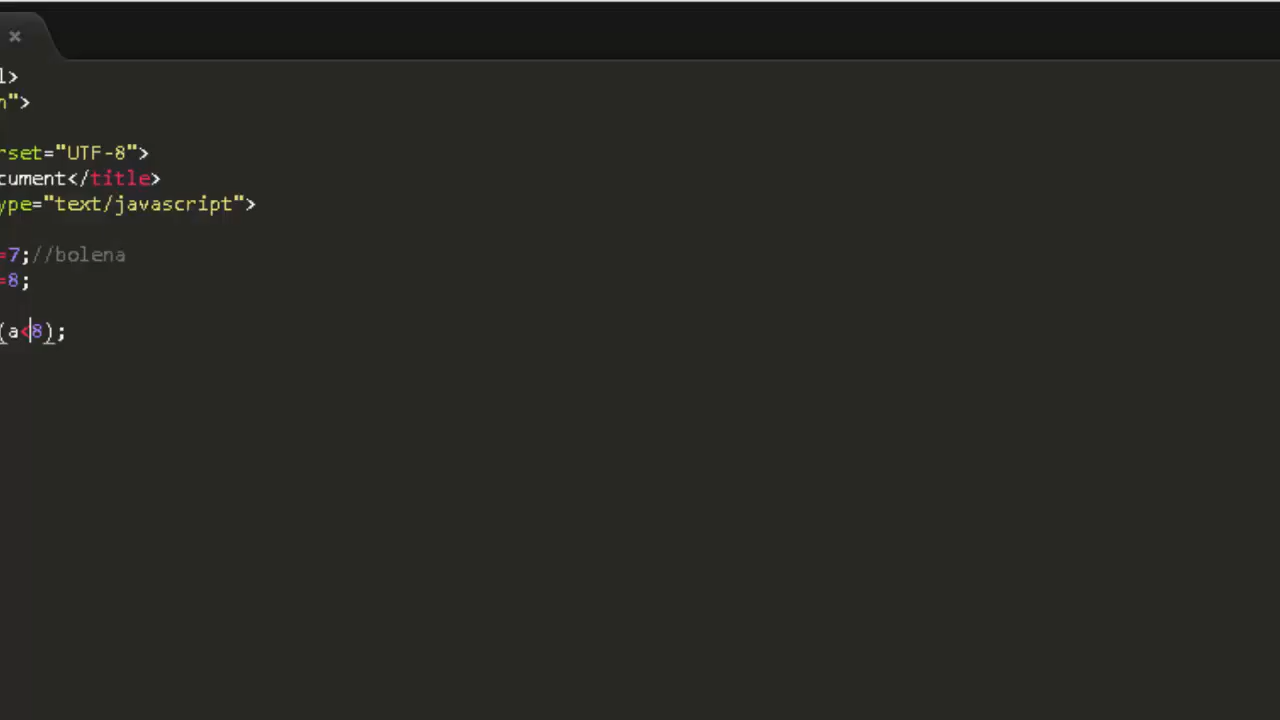 l>
n">
rset="UTF-8">
cument</title>
ype="text/javascript">
=7;//bolena
=8;
(a<8);